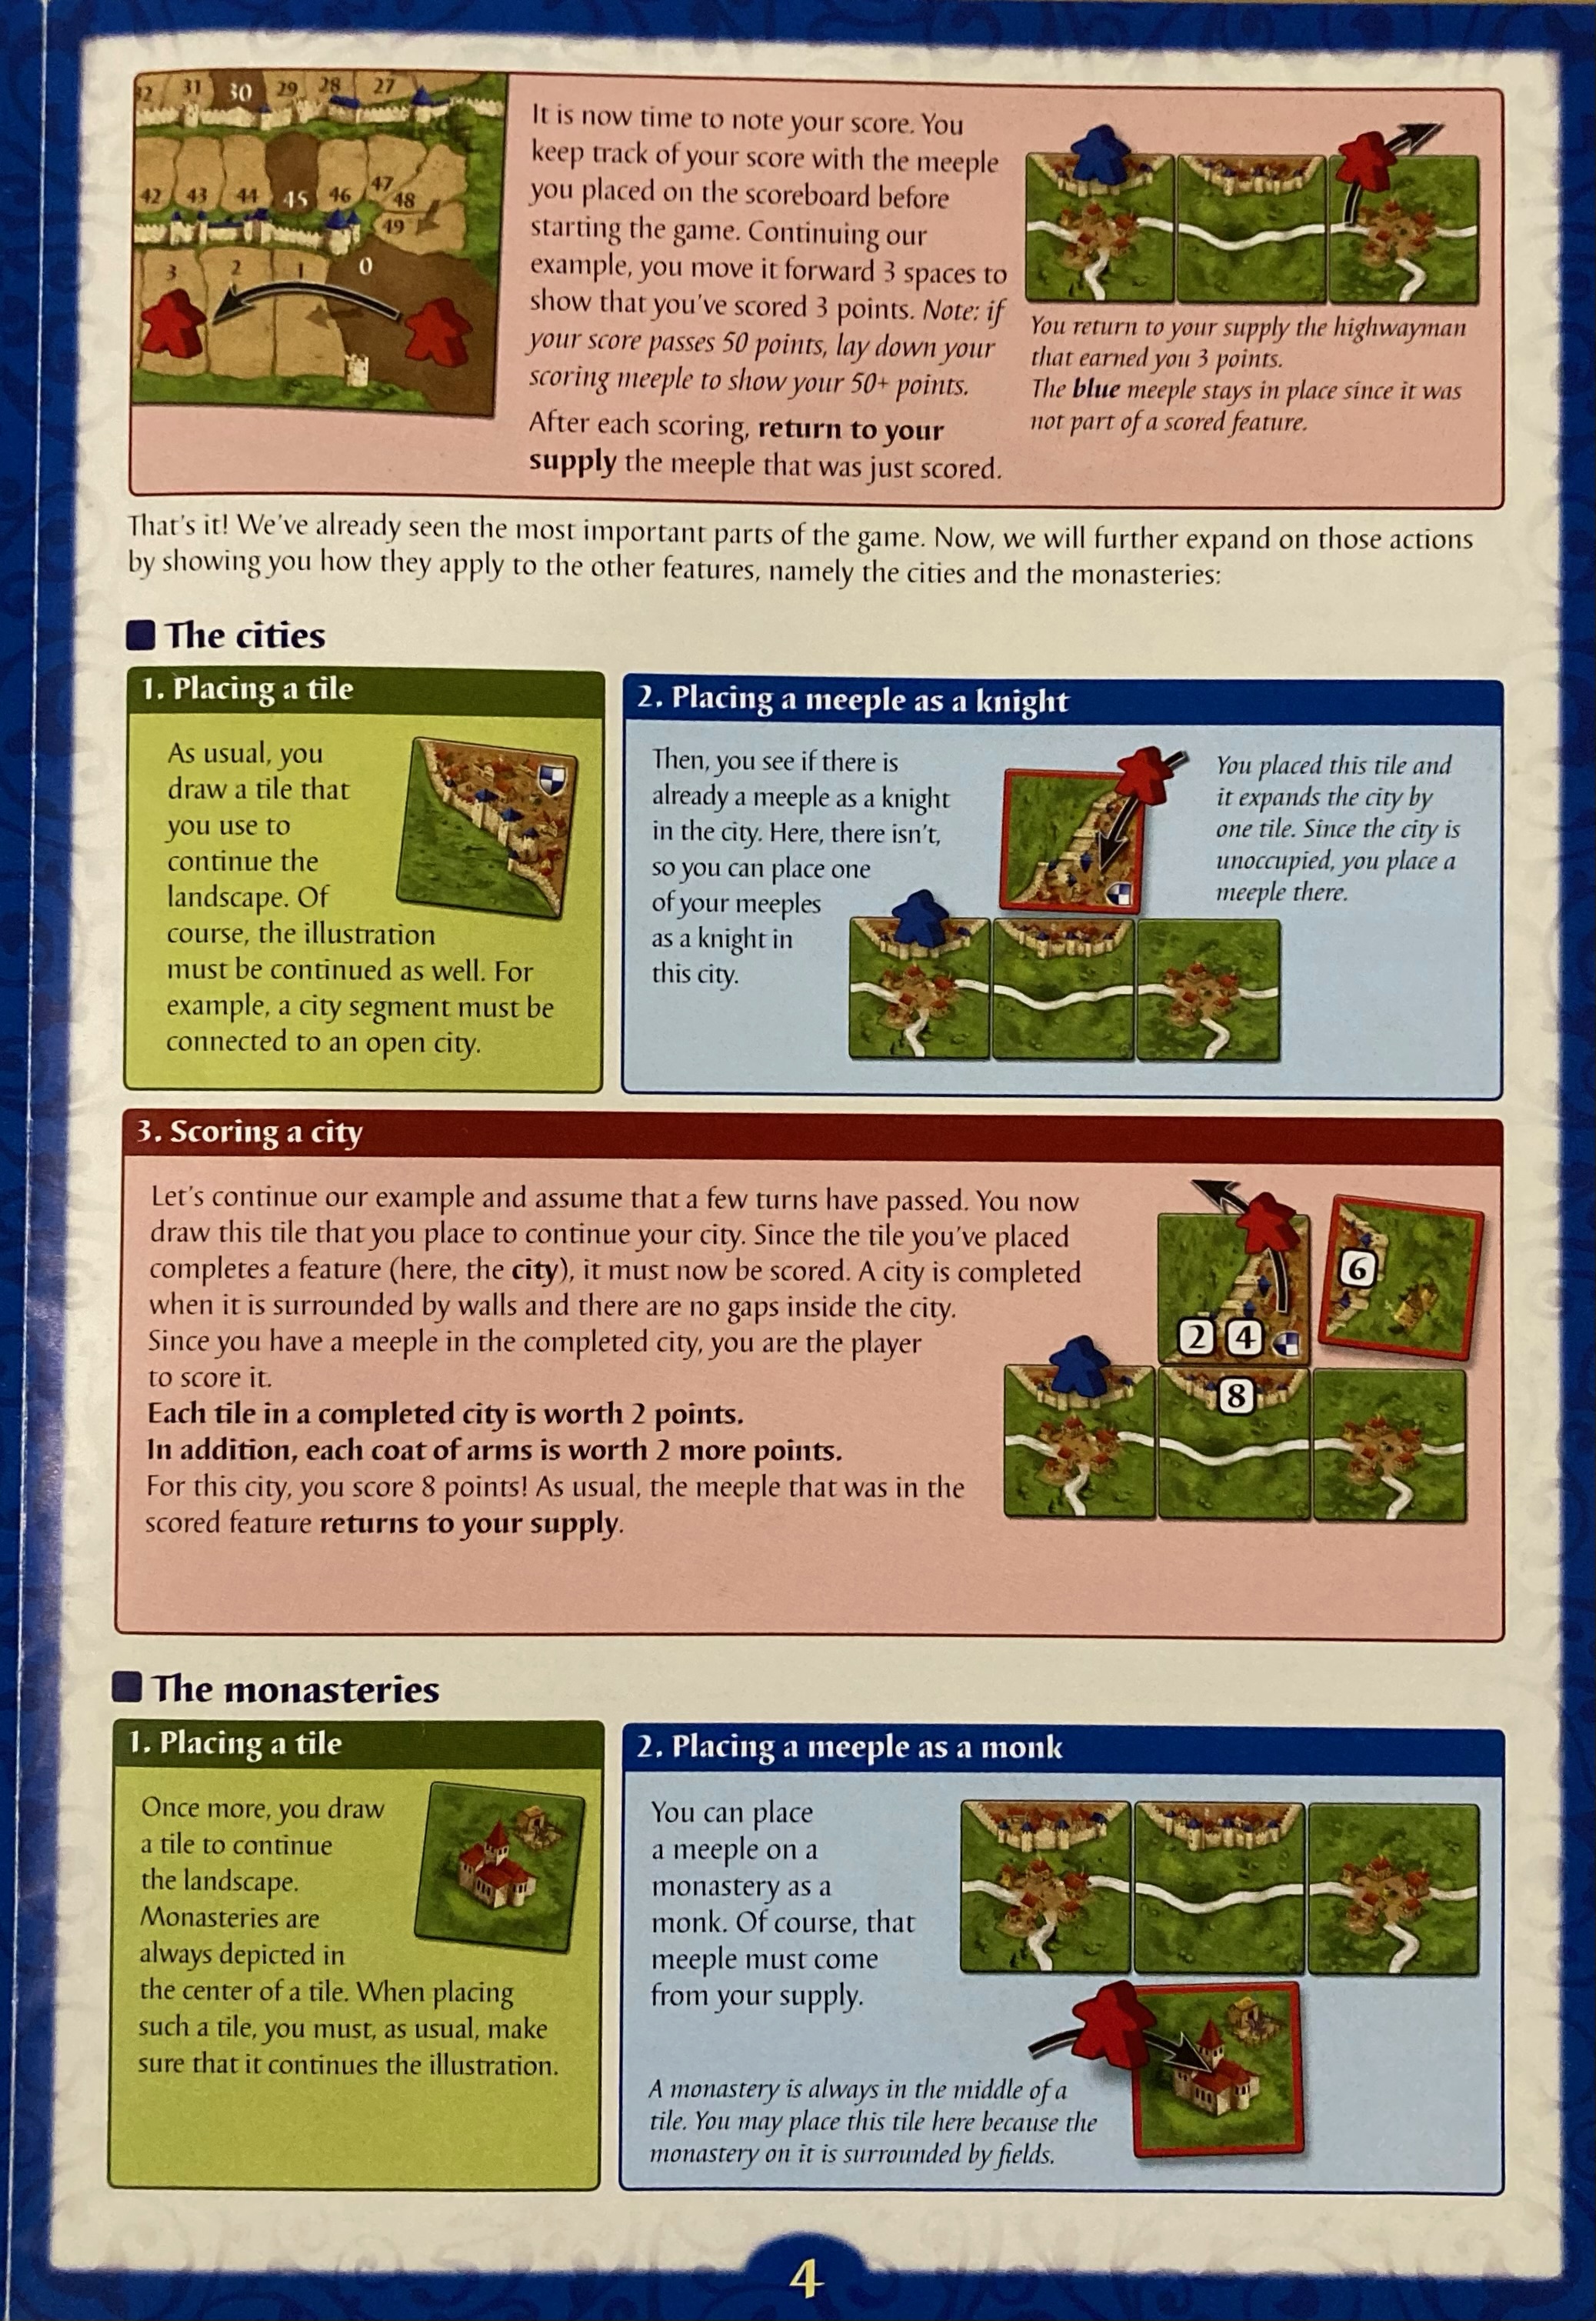 32 31 30 29 28 27
42 43 44 45 46 47 48
49
3 2 1 0
It is now time to note your score. You
keep track of your score with the meeple
you placed on the scoreboard before
starting the game. Continuing our
example, you move it forward 3 spaces to
show that you've scored 3 points. Note: if
your score passes 50 points, lay down your
scoring meeple to show your 50+ points.
After each scoring, return to your
supply the meeple that was just scored.
You return to your supply the highwayman
that earned you 3 points.
The blue meeple stays in place since it was
not part of a scored feature.
That's it! We've already seen the most important parts of the game. Now, we will further expand on those actions
by showing you how they apply to the other features, namely the cities and the monasteries:
The cities
1. Placing a tile
As usual, you
draw a tile that
you use to
continue the
landscape. Of
course, the illustration
must be continued as well. For
example, a city segment must be
connected to an open city.
2. Placing a meeple as a knight
Then, you see if there is
already a meeple as a knight
in the city. Here, there isn't,
so you can place one
of your meeples
as a knight in
this city.
You placed this tile and
it expands the city by
one tile. Since the city is
unoccupied, you place a
meeple there.
3. Scoring a city
Let's continue our example and assume that a few turns have passed. You now
draw this tile that you place to continue your city. Since the tile you've placed
completes a feature (here, the city), it must now be scored. A city is completed
when it is surrounded by walls and there are no gaps inside the city.
Since you have a meeple in the completed city, you are the player
to score it.
Each tile in a completed city is worth 2 points.
In addition, each coat of arms is worth 2 more points.
For this city, you score 8 points! As usual, the meeple that was in the
scored feature returns to your supply.
6
2 4
8
The monasteries
1. Placing a tile
Once more, you draw
a tile to continue
the landscape.
Monasteries are
always depicted in
the center of a tile. When placing
such a tile, you must, as usual, make
sure that it continues the illustration.
2. Placing a meeple as a monk
You can place
a meeple on a
monastery as a
monk. Of course, that
meeple must come
from your supply.
A monastery is always in the middle of a
tile. You may place this tile here because the
monastery on it is surrounded by fields.
4